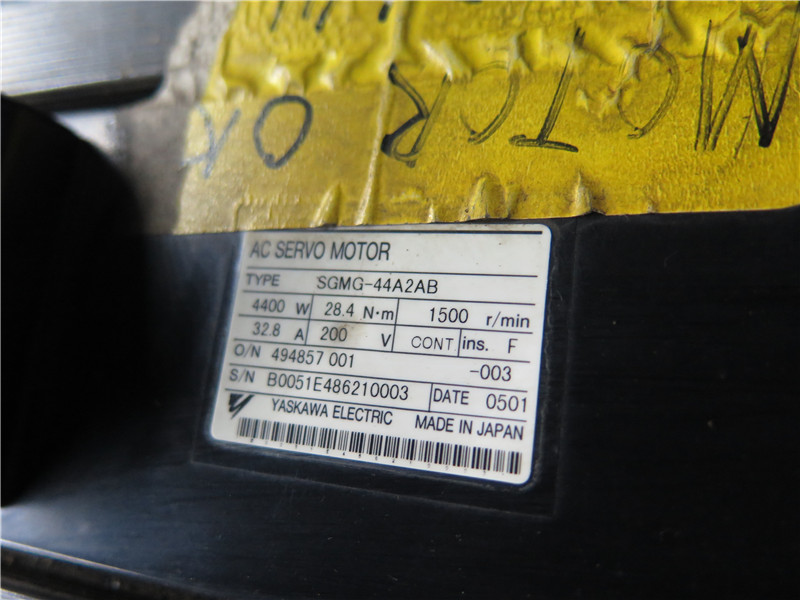 MOTOR
OK
AC SERVO MOTOR
TYPE SGMG-44A2AB
4400 W 28.4 N·m 1500 r/min
32.8 A 200 V CONT ins. F
O/N 494857 001 -003
S/N B0051E486210003 DATE 0501
YASKAWA ELECTRIC MADE IN JAPAN